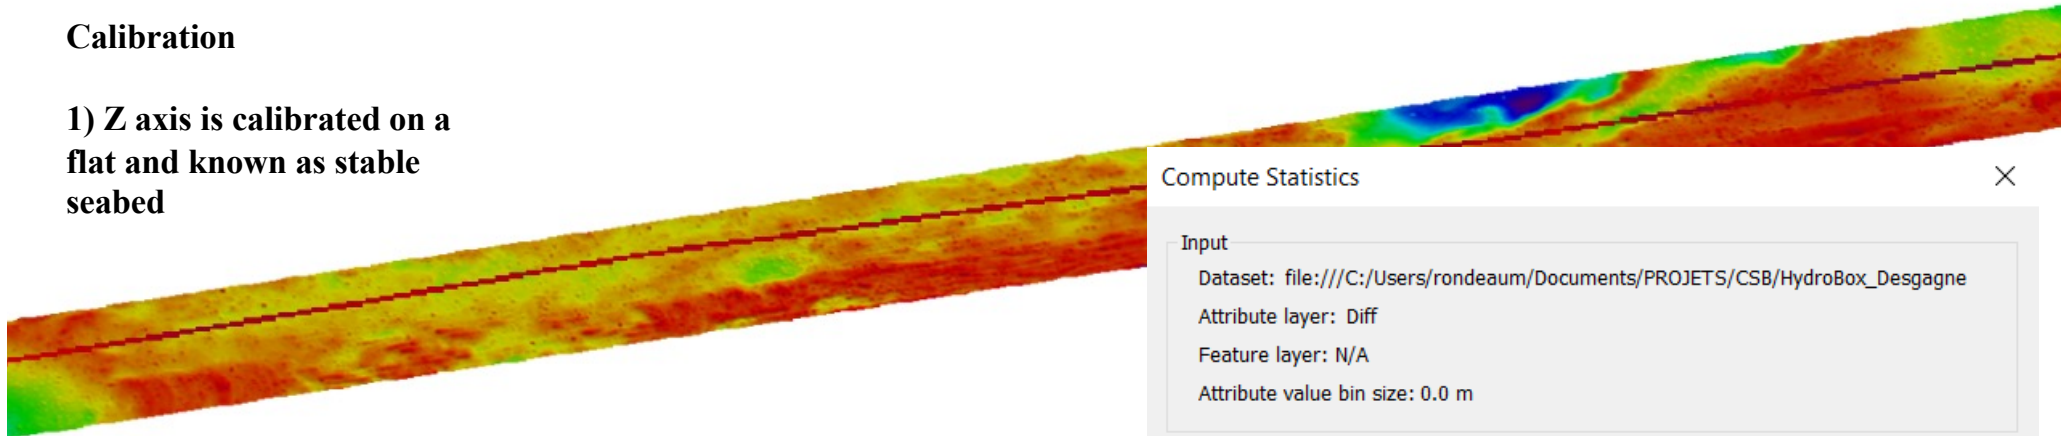 Calibration
1) Z axis is calibrated on a
flat and known as stable
seabed
Compute Statistics
Input
Dataset: file:///C:/Users/rondeaum/Documents/PROJETS/CSB/HydroBox_Desgagne
Attribute layer: Diff
Feature layer: N/A
Attribute value bin size: 0.0 m